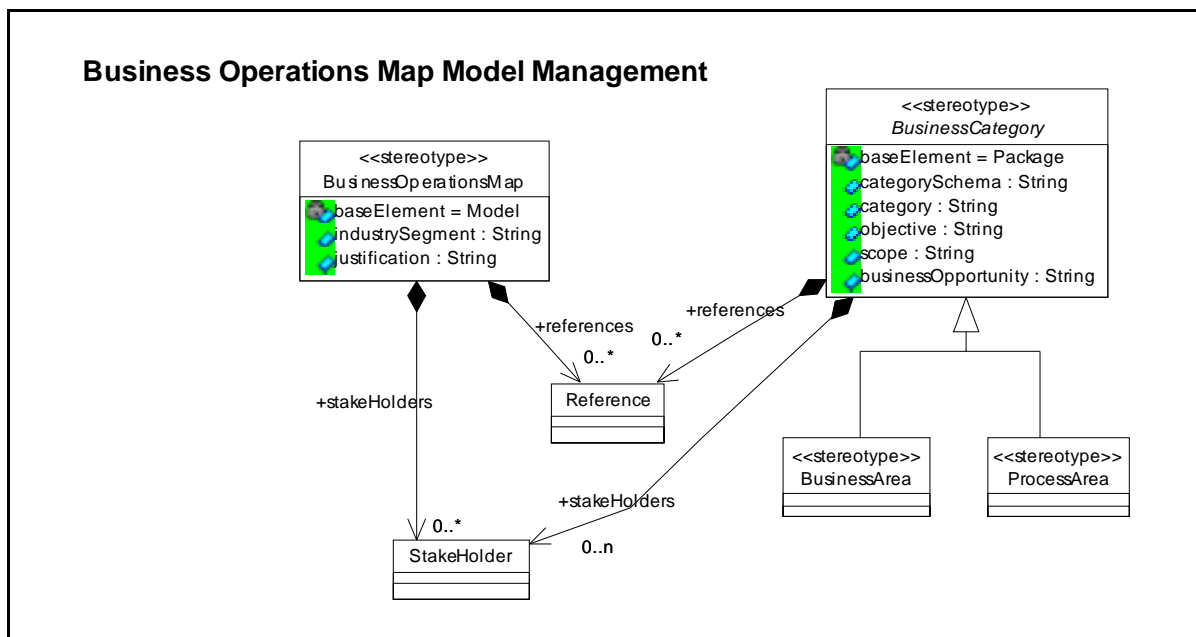 Business Operations Map Model Management
<<stereotype>>
BusinessOperationsMap
baseElement = Model
industrySegment : String
justification : String
<<stereotype>>
BusinessCategory
baseElement = Package
categorySchema : String
category : String
objective : String
scope : String
businessOpportunity : String
+references
0..*
+references
0..*
Reference
+stakeHolders
0..*
+stakeHolders
0..n
StakeHolder
<<stereotype>>
BusinessArea
<<stereotype>>
ProcessArea